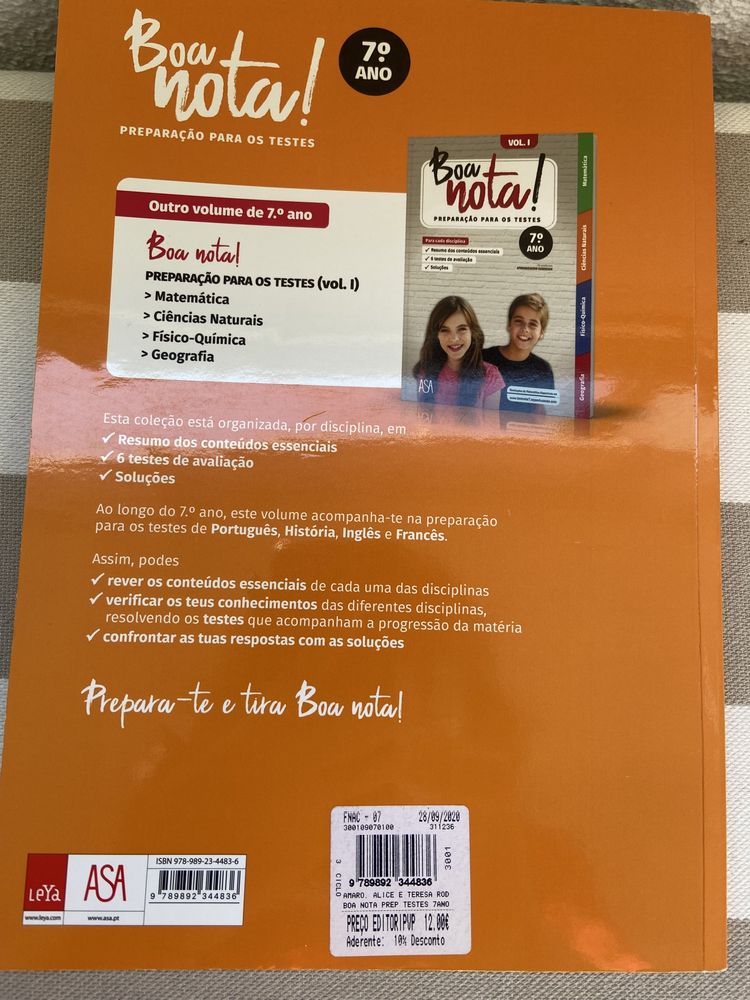 Boa
nota!
PREPARAÇÃO PARA OS TESTES
7.º
ANO
Outro volume de 7.º ano
Boa nota!
PREPARAÇÃO PARA OS TESTES (vol. I)
> Matemática
> Ciências Naturais
> Físico-Química
> Geografia
VOL. I
Boa
nota!
PREPARAÇÃO PARA OS TESTES
Para cada disciplina
✓ Resumo dos conteúdos essenciais
✓ 6 testes de avaliação
✓ Soluções
7.º
ANO
Matemática
Ciências Naturais
Físico-Química
Geografia
ASA
Esta coleção está organizada, por disciplina, em
✓ Resumo dos conteúdos essenciais
✓ 6 testes de avaliação
✓ Soluções
Ao longo do 7.º ano, este volume acompanha-te na preparação
para os testes de Português, História, Inglês e Francês.
Assim, podes
✓ rever os conteúdos essenciais de cada uma das disciplinas
✓ verificar os teus conhecimentos das diferentes disciplinas,
resolvendo os testes que acompanham a progressão da matéria
✓ confrontar as tuas respostas com as soluções
Prepara-te e tira Boa nota!
LeYa
www.leya.com
ASA
www.asa.pt
ISBN 978-989-23-4483-6
9 789892 344836
FNAC - 07 28/09/2020
300109070100 311236
3 CICLO
3001
9 789892 344836
AMARO, ALICE E TERESA ROD
BOA NOTA PREP TESTES 7ANO
PREÇO EDITOR|PVP 12.00€
Aderente: 10% Desconto